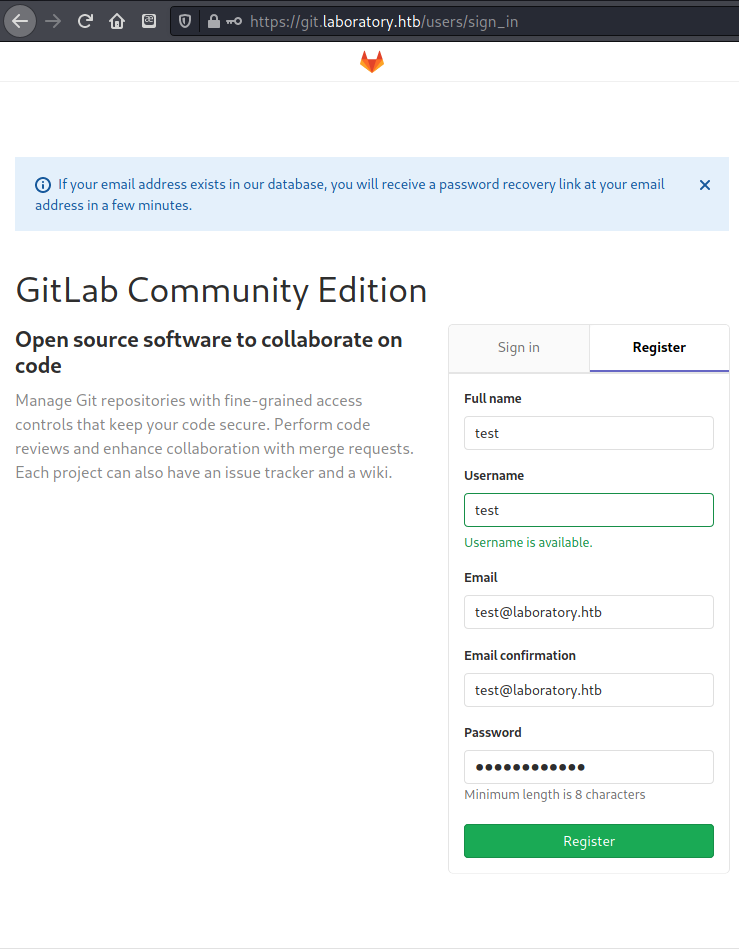 https://git.laboratory.htb/users/sign_in
If your email address exists in our database, you will receive a password recovery link at your email
address in a few minutes.
GitLab Community Edition
Open source software to collaborate on
code
Manage Git repositories with fine-grained access
controls that keep your code secure. Perform code
reviews and enhance collaboration with merge requests.
Each project can also have an issue tracker and a wiki.
Sign in
Register
Full name
test
Username
test
Username is available.
Email
test@laboratory.htb
Email confirmation
test@laboratory.htb
Password
••••••••••••
Minimum length is 8 characters
Register